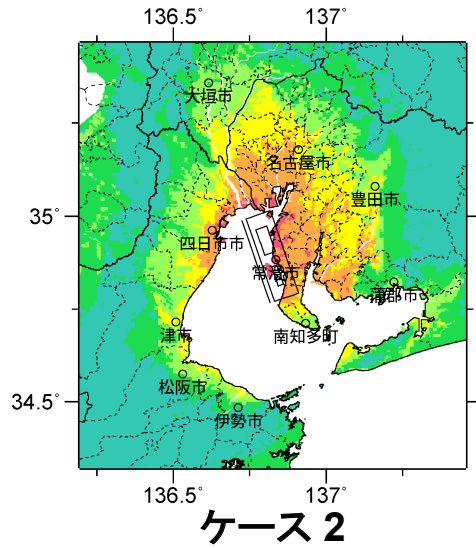 136.5° 137°
大垣市
名古屋市
豊田市
35°
四日市市
常滑市
蒲郡市
津市
南知多町
松阪市
34.5°
伊勢市
136.5° 137°
ケース 2